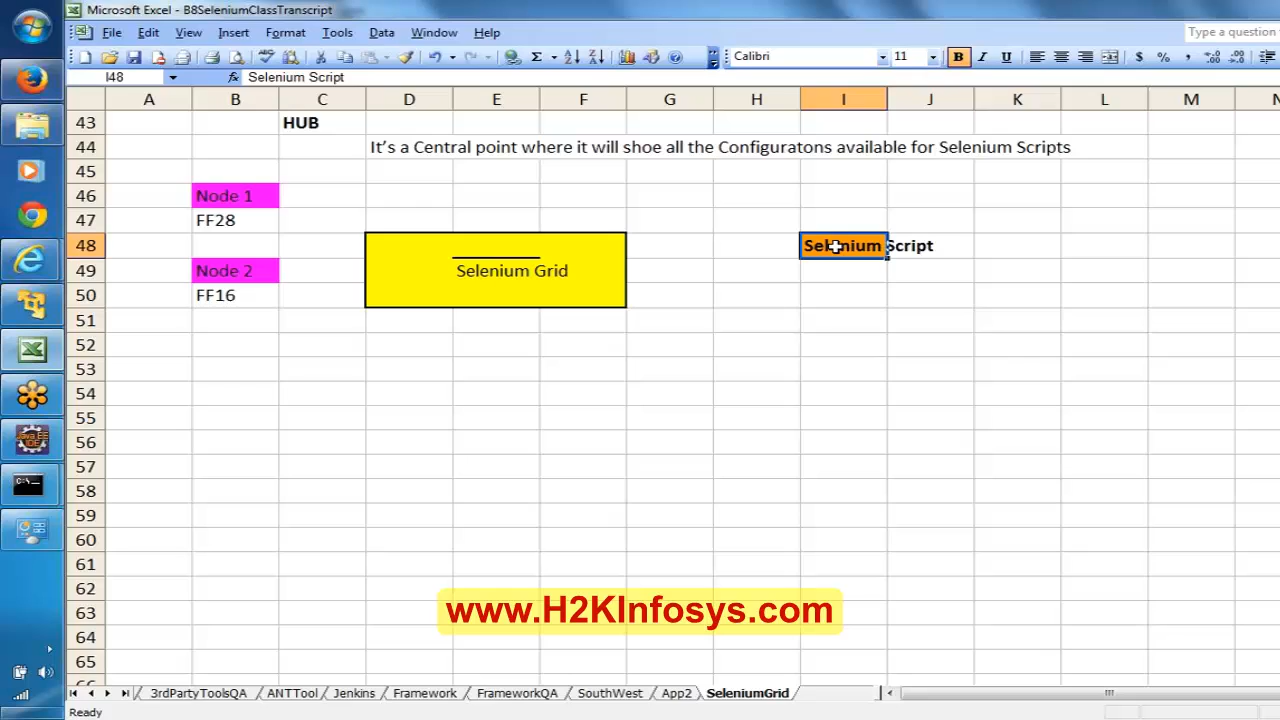 Microsoft Excel - B8SeleniumClassTranscript
File Edit View Insert Format Tools Data Window Help
Type a question
Calibri 11 B I U $ % ,
I48 fx Selenium Script
A B C D E F G H I J K L M N
43 HUB
44 It's a Central point where it will shoe all the Configuratons available for Selenium Scripts
45
46 Node 1
47 FF28
48 Selenium Script
49 Node 2 Selenium Grid
50 FF16
51
52
53
54
55
56
57
58
59
60
61
62
63
64
65
www.H2KInfosys.com
3rdPartyToolsQA ANTTool Jenkins Framework FrameworkQA SouthWest App2 SeleniumGrid
Ready